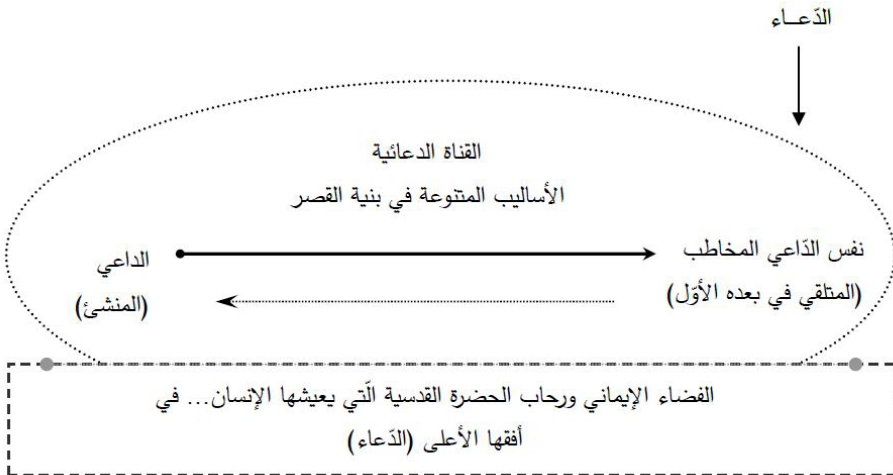 الدّعــاء
القناة الدعائية
الأساليب المتنوعة في بنية القصر
نفس الدّاعي المخاطب
(المتلقي في بعده الأوّل)
الداعي
(المنشئ)
الفضاء الإيماني ورحاب الحضرة القدسية الّتي يعيشها الإنسان... في
أفقها الأعلى (الدّعاء)